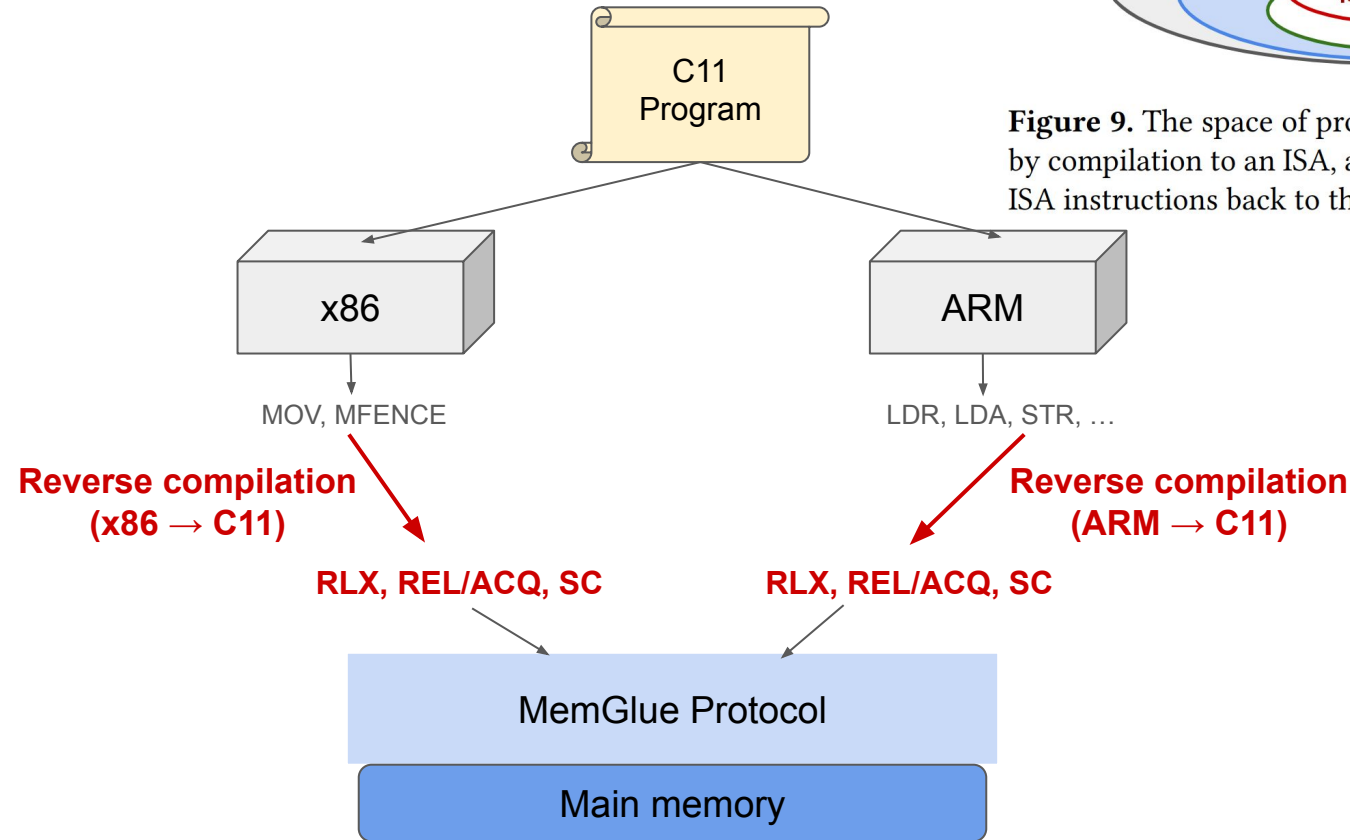 C11
Program
Figure 9. The space of pro
by compilation to an ISA, a
ISA instructions back to th
x86
ARM
MOV, MFENCE
LDR, LDA, STR, …
Reverse compilation
(x86 → C11)
Reverse compilation
(ARM → C11)
RLX, REL/ACQ, SC
RLX, REL/ACQ, SC
MemGlue Protocol
Main memory